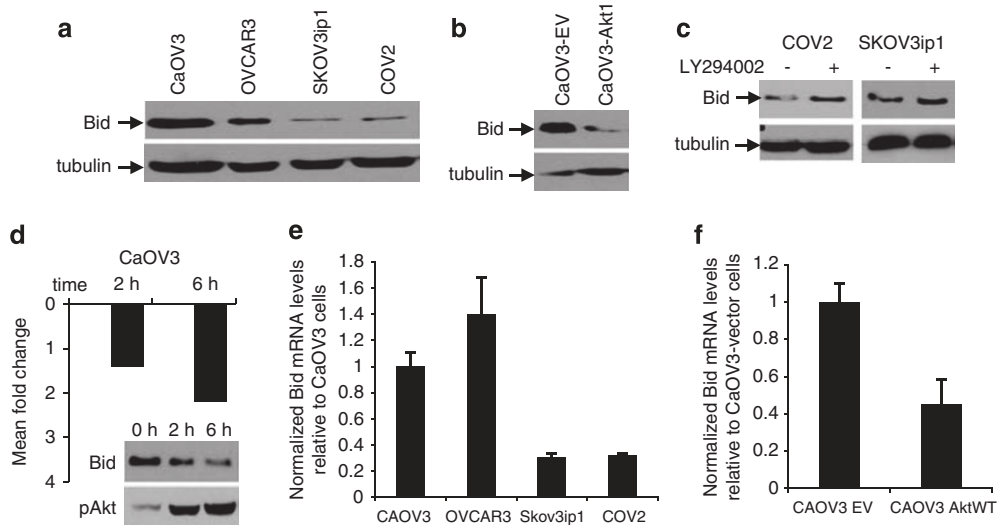 a
CaOV3
OVCAR3
SKOV3ip1
COV2
Bid
tubulin
b
CaOV3-EV
CaOV3-Akt1
Bid
tubulin
c
COV2 SKOV3ip1
LY294002 - + - +
Bid
tubulin
d
CaOV3
time 2 h 6 h
Mean fold change
0
1
2
3
4
0 h 2 h 6 h
Bid
pAkt
e
Normalized Bid mRNA levels
relative to CaOV3 cells
1.8
1.6
1.4
1.2
1
0.8
0.6
0.4
0.2
0
CAOV3 OVCAR3 Skov3ip1 COV2
f
Normalized Bid mRNA levels
relative to CaOV3-vector cells
1.2
1
0.8
0.6
0.4
0.2
0
CAOV3 EV CAOV3 AktWT